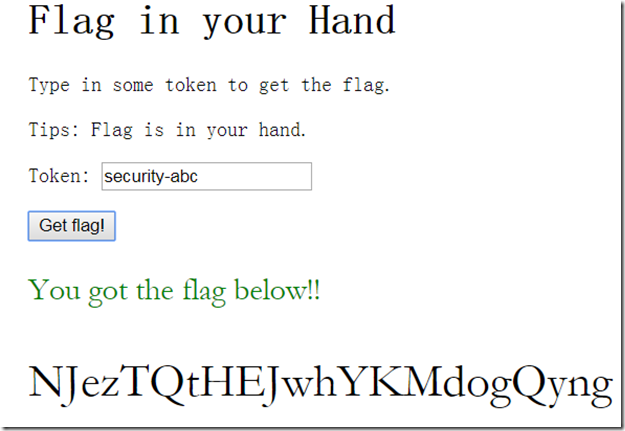 Flag in your Hand
Type in some token to get the flag.
Tips: Flag is in your hand.
Token: security-abc
Get flag!
You got the flag below!!
NJezTQtHEJwhYKMdogQyng